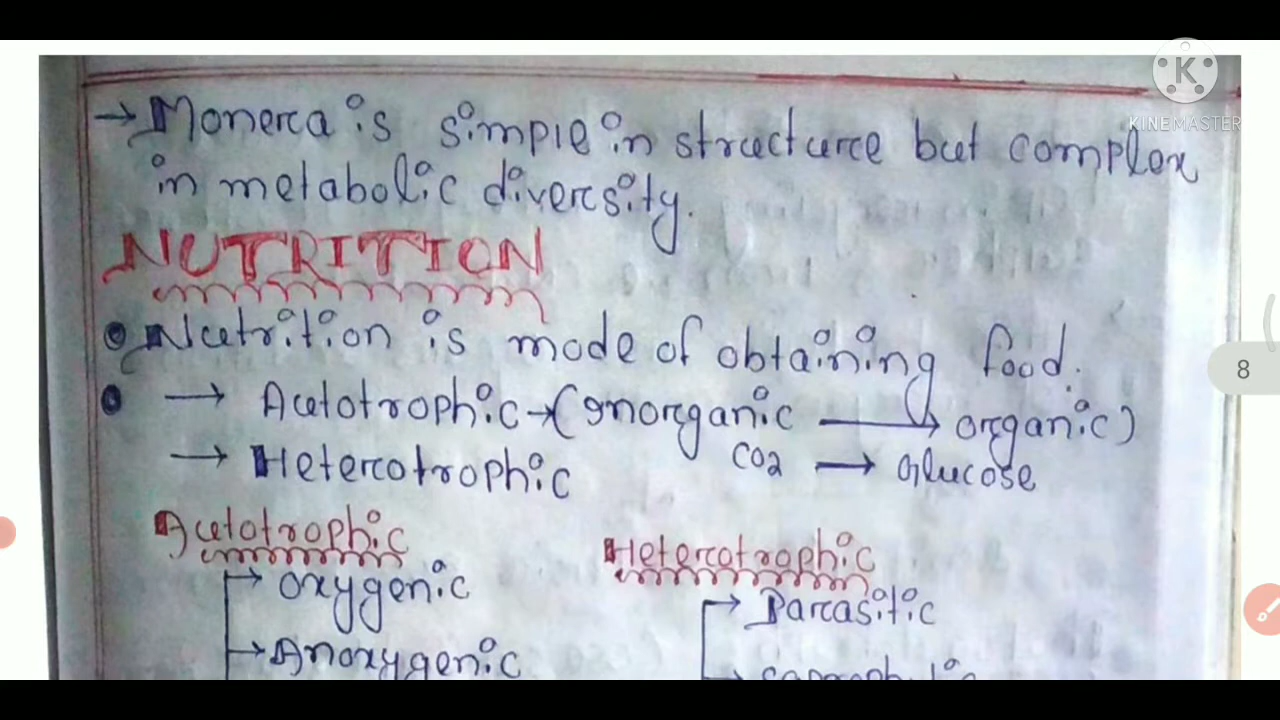 → Monera is simple in structure but complex
in metabolic diversity.
NUTRITION
Nutrition is mode of obtaining food.
→ Autotrophic → (Inorganic → organic)
→ Heterotrophic CO2 → Glucose
Autotrophic
Heterotrophic
→ Oxygenic
→ Parasitic
→ Anoxygenic
K
KINEMASTER
8